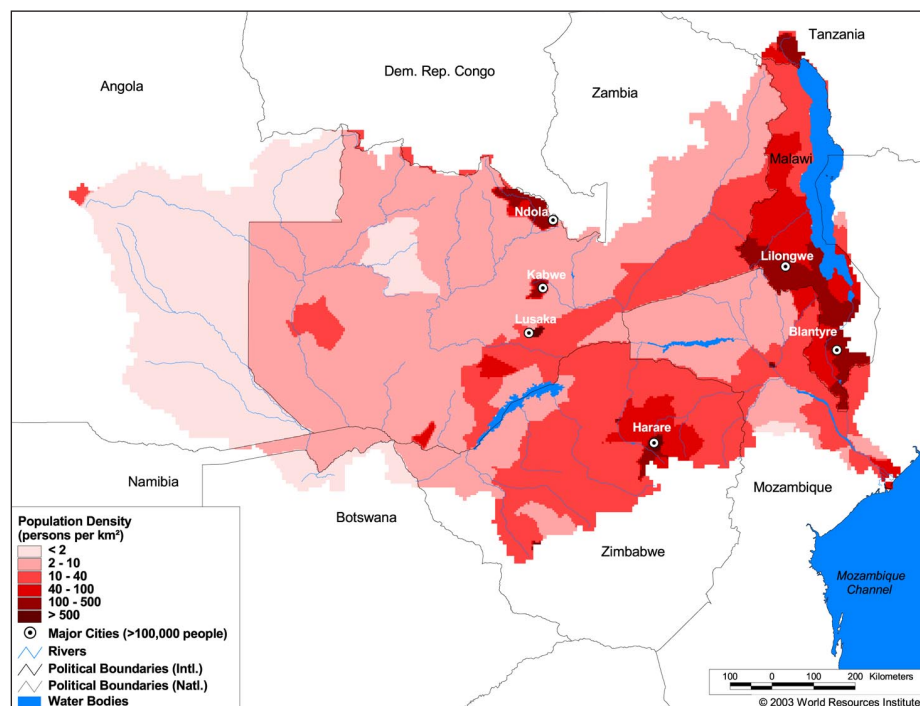 Tanzania
Angola
Dem. Rep. Congo
Zambia
Malawi
Ndola
Lilongwe
Kabwe
Lusaka
Blantyre
Harare
Namibia
Botswana
Mozambique
Zimbabwe
Mozambique
Channel
Population Density
(persons per km²)
< 2
2 - 10
10 - 40
40 - 100
100 - 500
> 500
Major Cities (>100,000 people)
Rivers
Political Boundaries (Intl.)
Political Boundaries (Natl.)
Water Bodies
100 0 100 200 Kilometers
© 2003 World Resources Institute